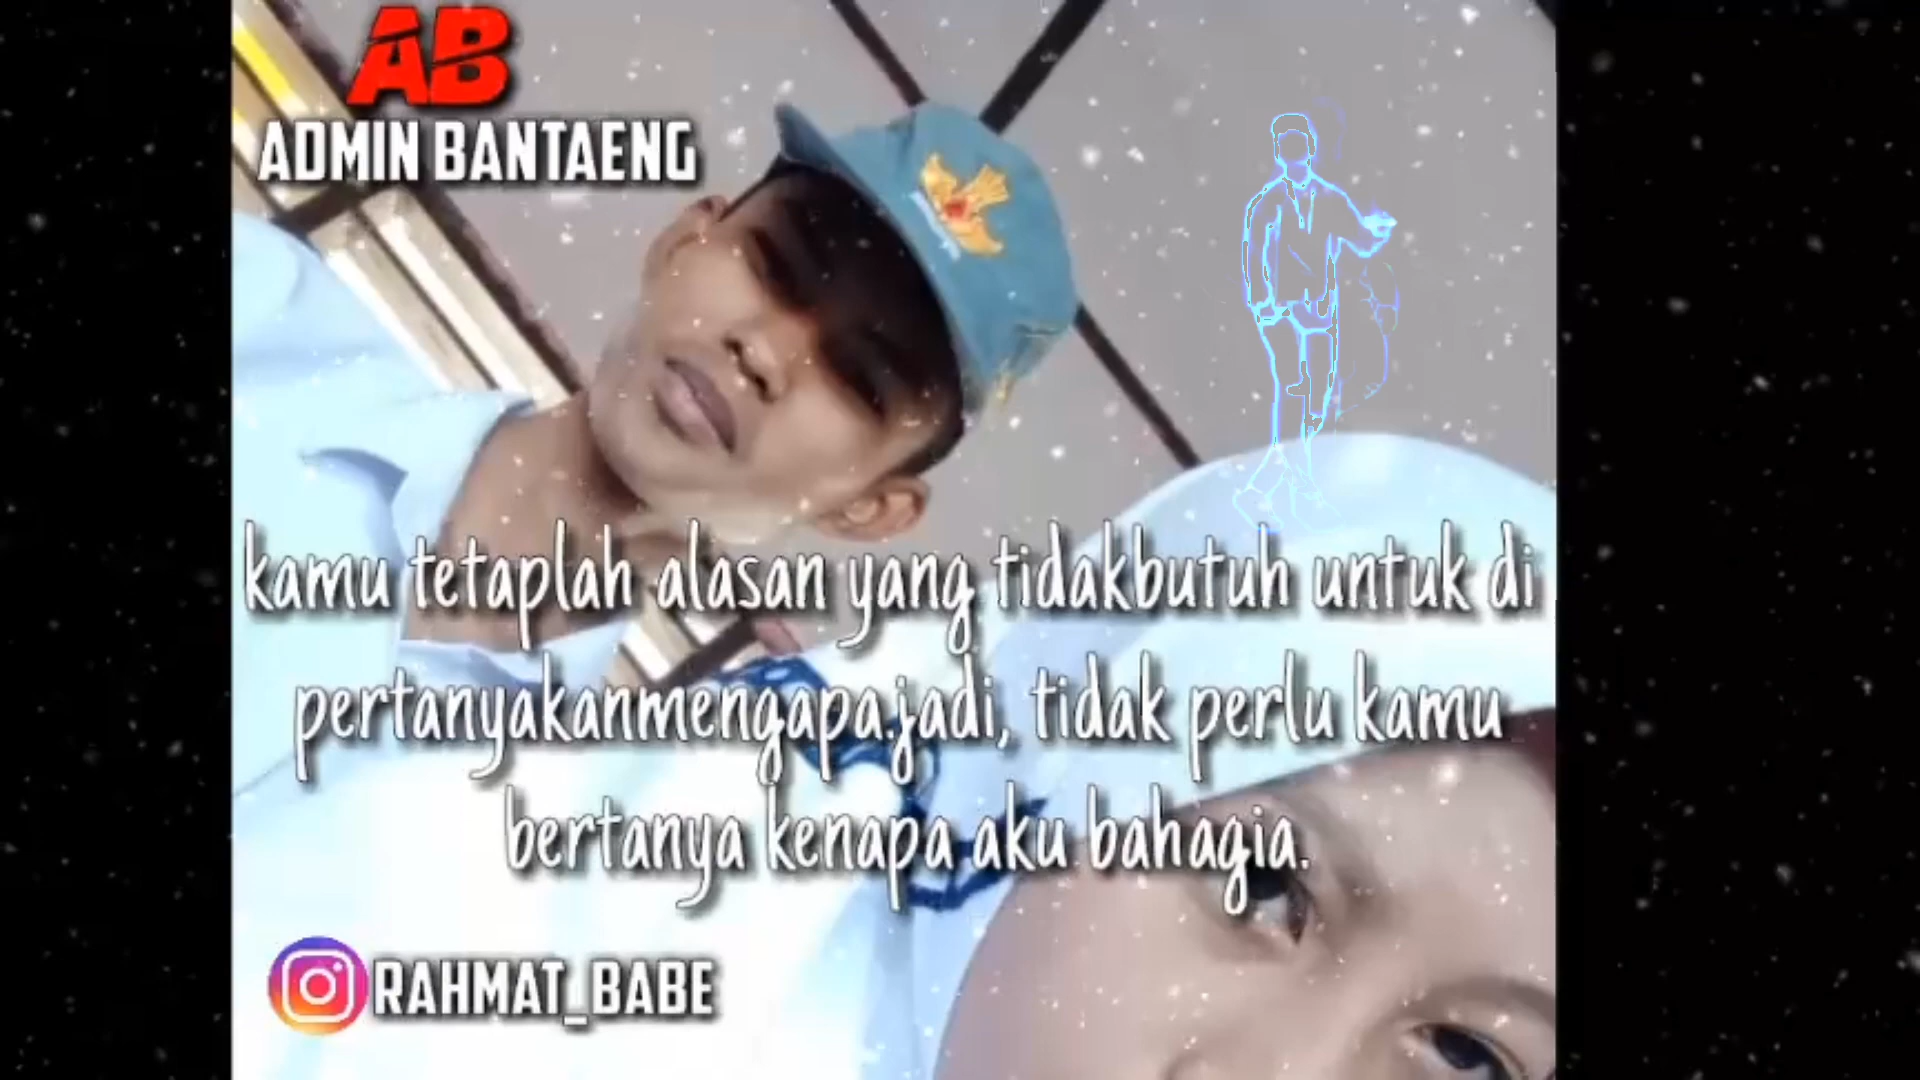 AB
ADMIN BANTAENG
kamu tetaplah alasan yang tidakbutuh untuk di
pertanyakanmengapa.jadi, tidak perlu kamu
bertanya kenapa aku bahagia.
RAHMAT_BABE